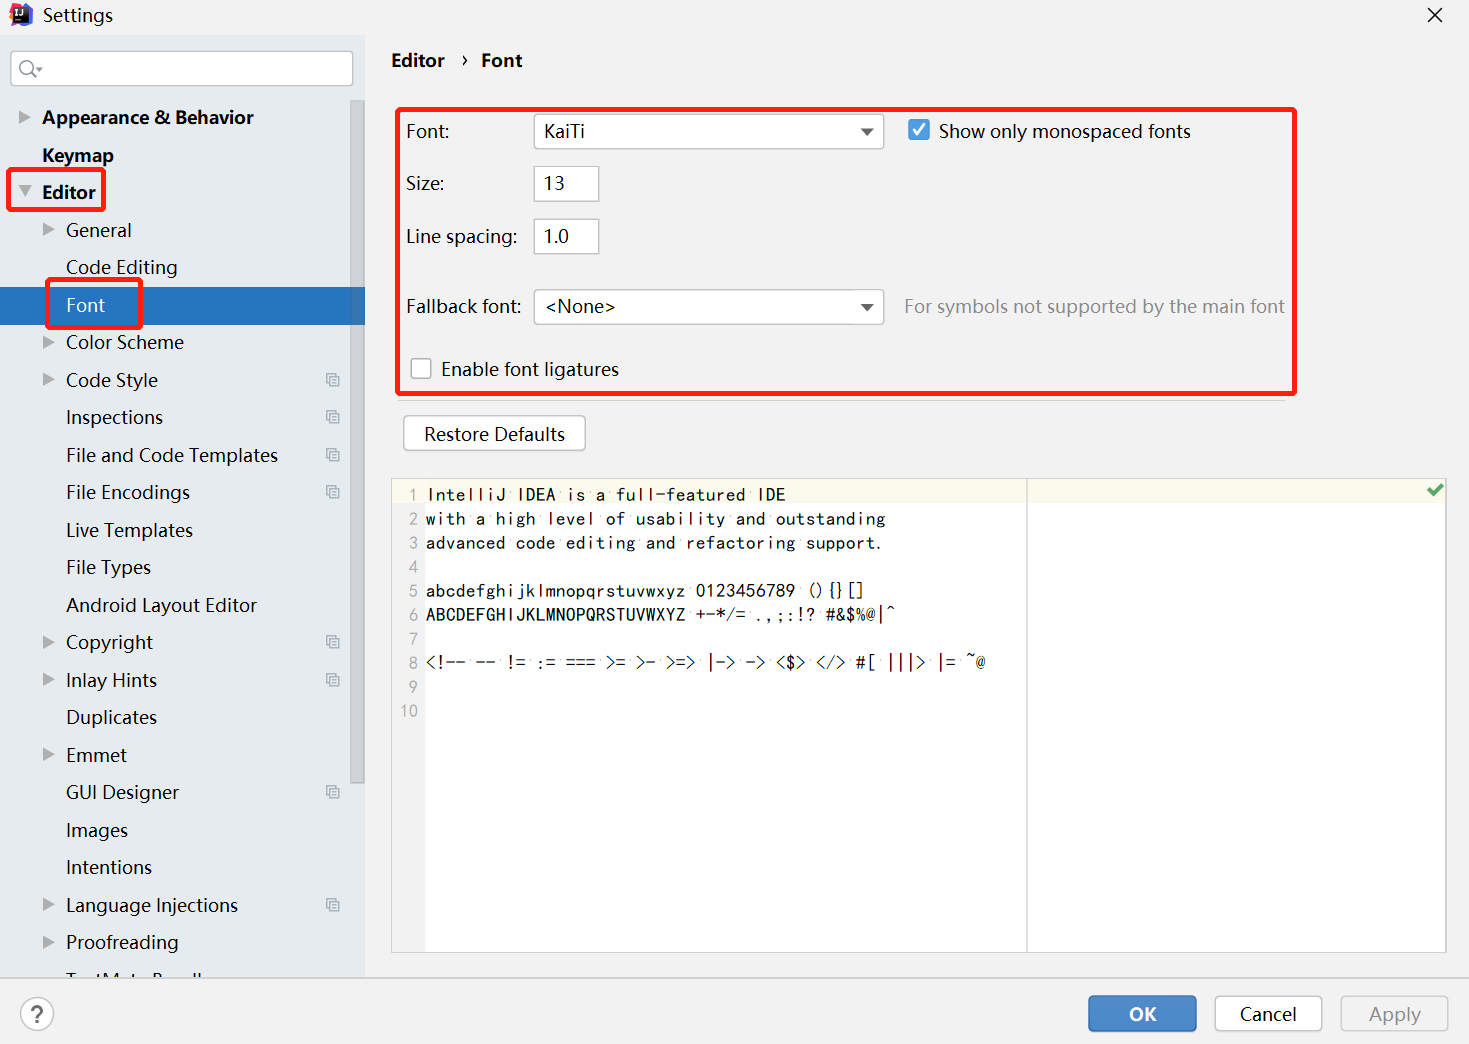 Settings
Appearance & Behavior
Keymap
Editor
General
Code Editing
Font
Color Scheme
Code Style
Inspections
File and Code Templates
File Encodings
Live Templates
File Types
Android Layout Editor
Copyright
Inlay Hints
Duplicates
Emmet
GUI Designer
Images
Intentions
Language Injections
Proofreading
Editor › Font
Font: KaiTi Show only monospaced fonts
Size: 13
Line spacing: 1.0
Fallback font: <None> For symbols not supported by the main font
Enable font ligatures
Restore Defaults
1 IntelliJ IDEA is a full-featured IDE
2 with a high level of usability and outstanding
3 advanced code editing and refactoring support.
4
5 abcdefghijklmnopqrstuvwxyz 0123456789 (){}[]
6 ABCDEFGHIJKLMNOPQRSTUVWXYZ +-*/= .,;:!? #&$%@|^
7
8 <!-- -- != := === >= >- >=> |-> -> <$> </> #[ |||> |= ~@
9
10
? OK Cancel Apply